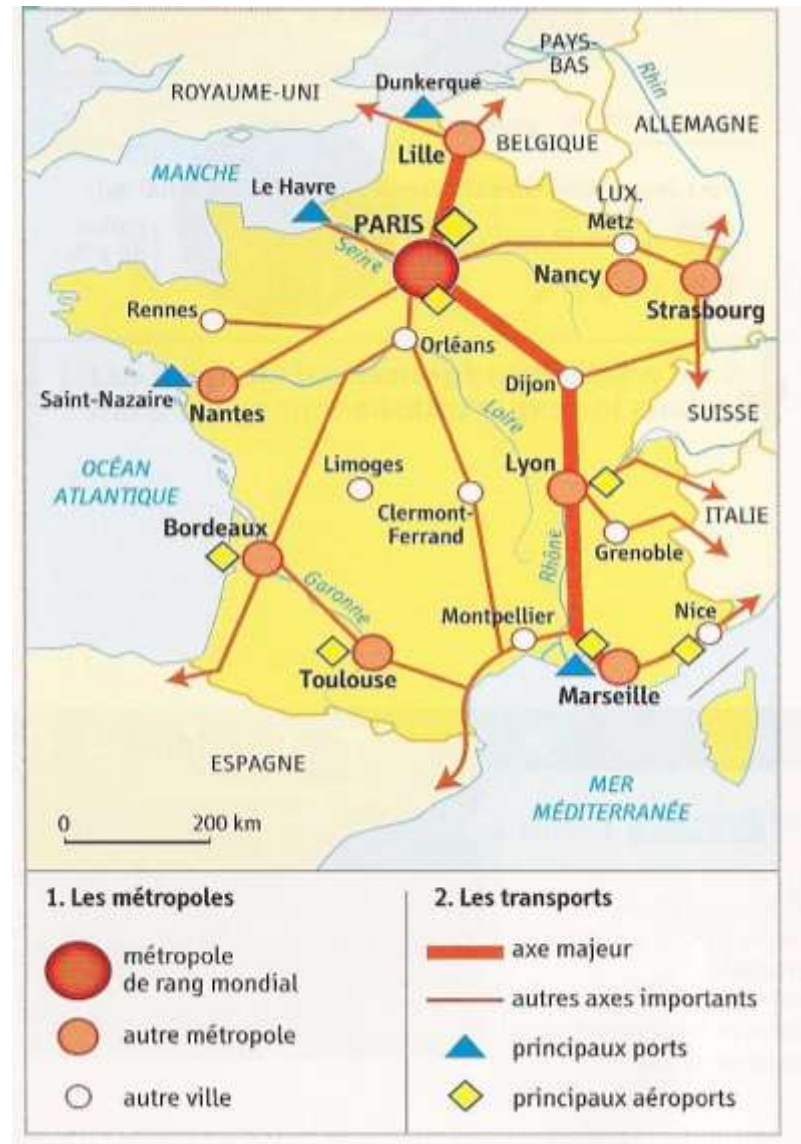 PAYS-
BAS
Rhin
Dunkerque
ROYAUME-UNI
ALLEMAGNE
Lille
BELGIQUE
MANCHE
Le Havre
LUX.
PARIS
Metz
Seine
Nancy
Strasbourg
Rennes
Orléans
Dijon
Saint-Nazaire
Nantes
Loire
SUISSE
OCÉAN
ATLANTIQUE
Limoges
Lyon
Clermont-
Ferrand
ITALIE
Bordeaux
Grenoble
Rhône
Garonne
Montpellier
Nice
Toulouse
Marseille
ESPAGNE
MER
MÉDITERRANÉE
0 200 km
1. Les métropoles
métropole
de rang mondial
autre métropole
autre ville
2. Les transports
axe majeur
autres axes importants
principaux ports
principaux aéroports